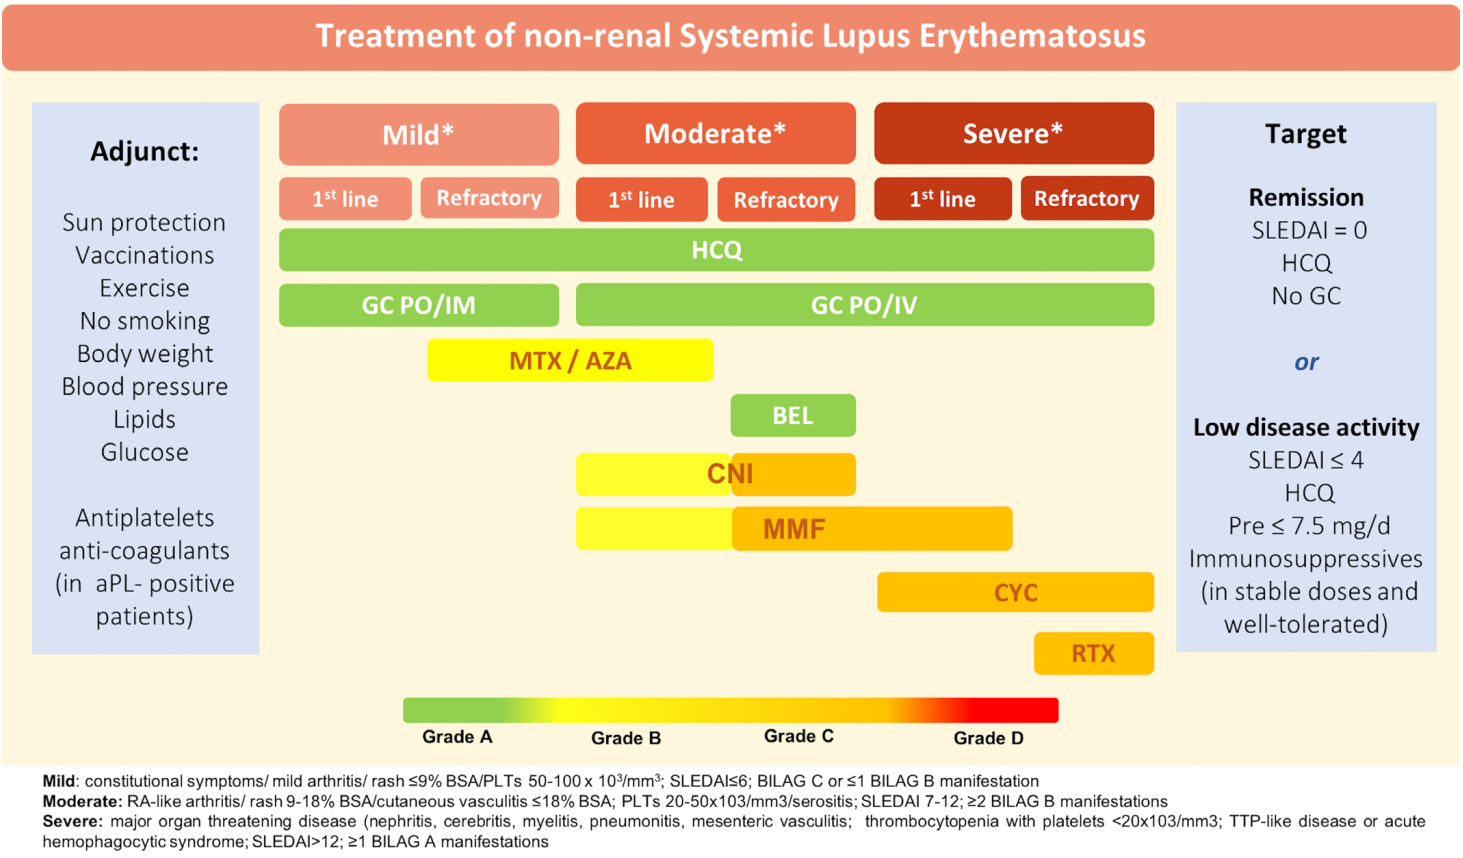 Treatment of non-renal Systemic Lupus Erythematosus
Adjunct:
Sun protection
Vaccinations
Exercise
No smoking
Body weight
Blood pressure
Lipids
Glucose
Antiplatelets
anti-coagulants
(in aPL- positive
patients)
Mild*
Moderate*
Severe*
1st line
Refractory
1st line
Refractory
1st line
Refractory
HCQ
GC PO/IM
GC PO/IV
MTX / AZA
BEL
CNI
MMF
CYC
RTX
Grade A
Grade B
Grade C
Grade D
Target
Remission
SLEDAI = 0
HCQ
No GC
or
Low disease activity
SLEDAI ≤ 4
HCQ
Pre ≤ 7.5 mg/d
Immunosuppressives
(in stable doses and
well-tolerated)
Mild: constitutional symptoms/ mild arthritis/ rash ≤9% BSA/PLTs 50-100 x 10³/mm³; SLEDAI≤6; BILAG C or ≤1 BILAG B manifestation
Moderate: RA-like arthritis/ rash 9-18% BSA/cutaneous vasculitis ≤18% BSA; PLTs 20-50x103/mm3/serositis; SLEDAI 7-12; ≥2 BILAG B manifestations
Severe: major organ threatening disease (nephritis, cerebritis, myelitis, pneumonitis, mesenteric vasculitis; thrombocytopenia with platelets <20x103/mm3; TTP-like disease or acute
hemophagocytic syndrome; SLEDAI>12; ≥1 BILAG A manifestations